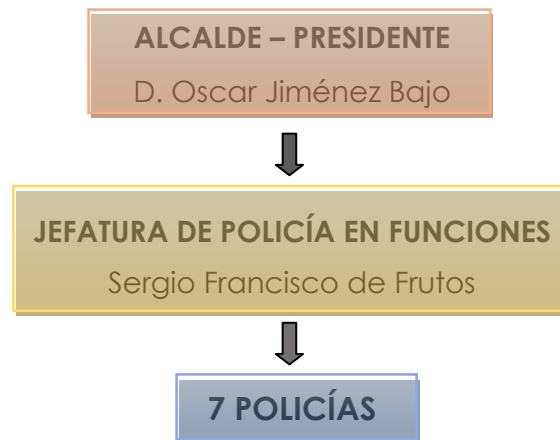 ALCALDE – PRESIDENTE
D. Oscar Jiménez Bajo
JEFATURA DE POLICÍA EN FUNCIONES
Sergio Francisco de Frutos
7 POLICÍAS